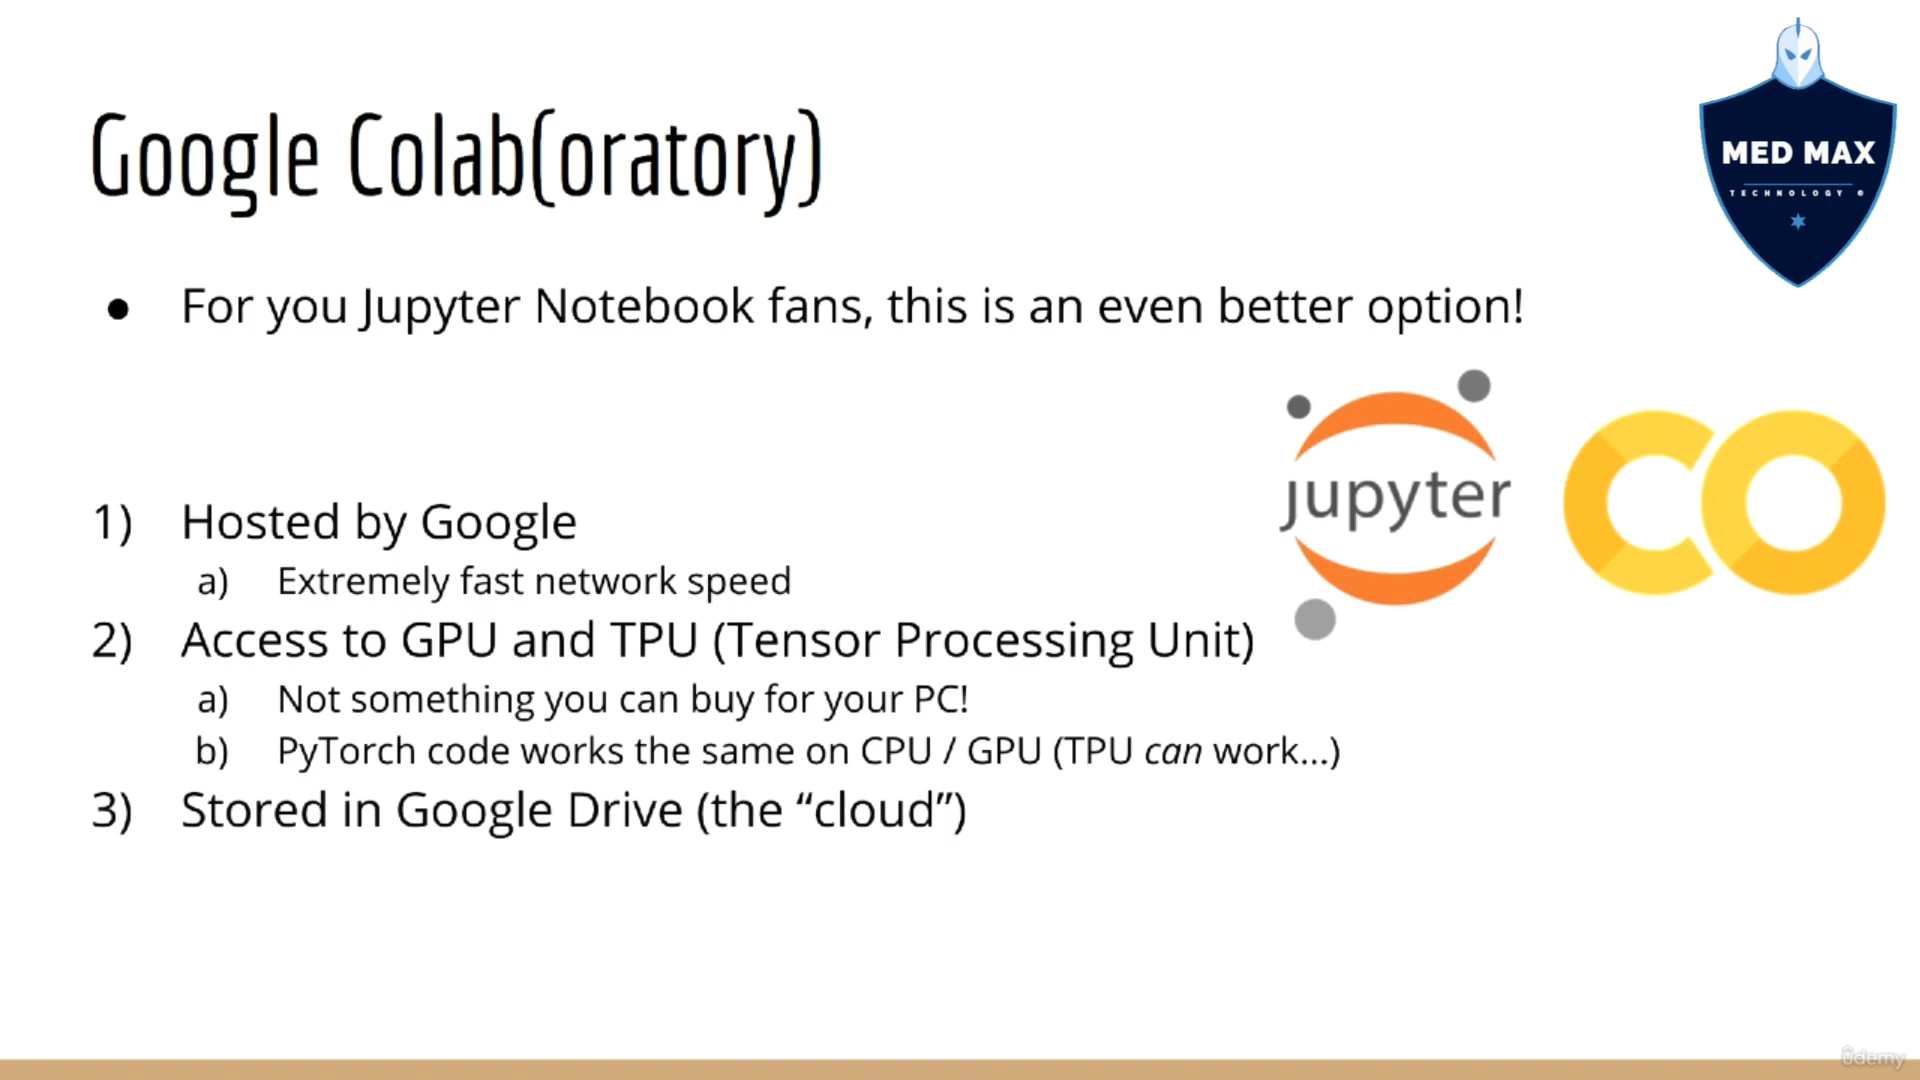 Google Colab(oratory)
MED MAX
TECHNOLOGY ®
● For you Jupyter Notebook fans, this is an even better option!
jupyter
CO
1) Hosted by Google
a) Extremely fast network speed
2) Access to GPU and TPU (Tensor Processing Unit)
a) Not something you can buy for your PC!
b) PyTorch code works the same on CPU / GPU (TPU can work...)
3) Stored in Google Drive (the “cloud”)
ûdemy